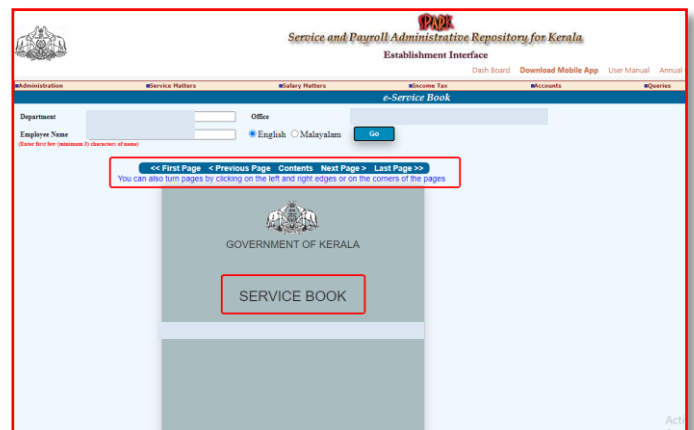 SPARK
Service and Payroll Administrative Repository for Kerala
Establishment Interface
Dash Board Download Mobile App User Manual Annual
Administration Service Matters Salary Matters Income Tax Accounts Queries
e-Service Book
Department Office
Employee Name English Malayalam Go
(Enter first few (minimum 3) characters of name)
<< First Page < Previous Page Contents Next Page > Last Page >>
You can also turn pages by clicking on the left and right edges or on the corners of the pages
GOVERNMENT OF KERALA
SERVICE BOOK
Acti